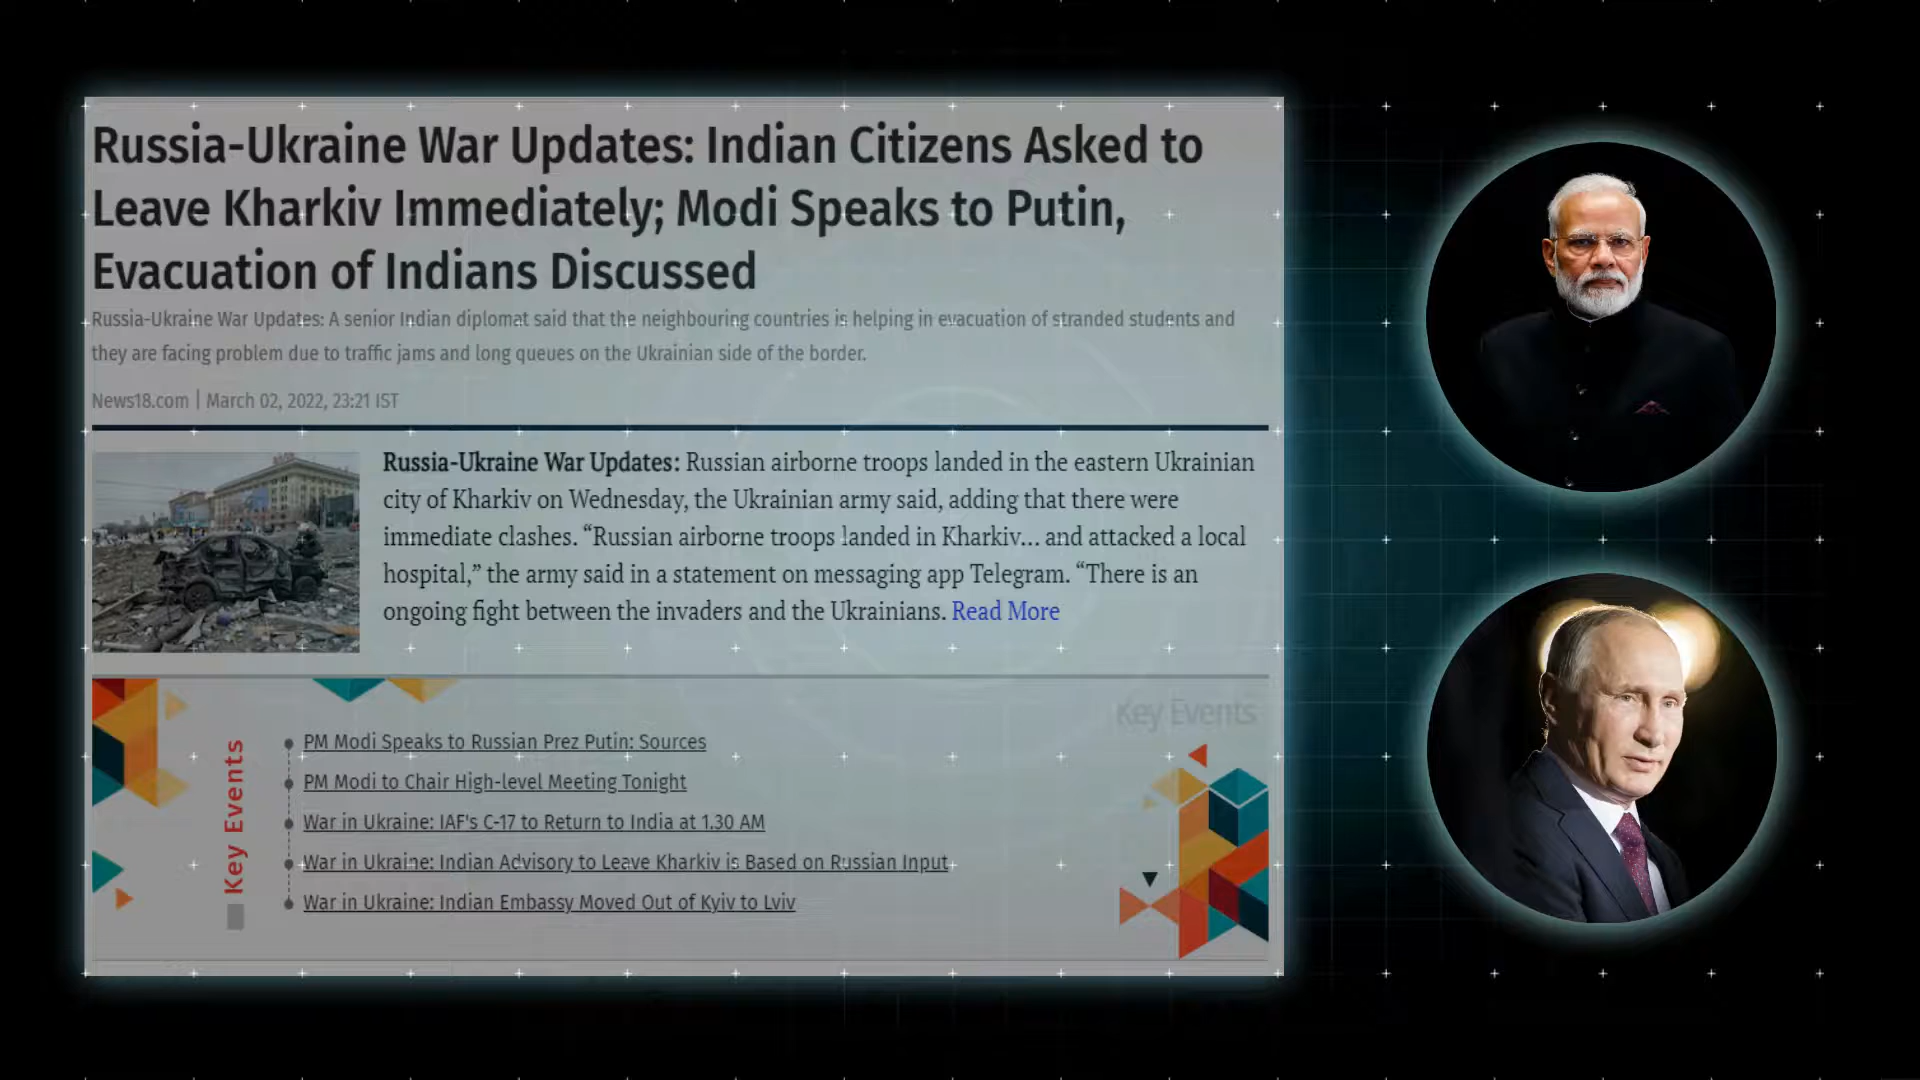 Russia-Ukraine War Updates: Indian Citizens Asked to
Leave Kharkiv Immediately; Modi Speaks to Putin,
Evacuation of Indians Discussed
Russia-Ukraine War Updates: A senior Indian diplomat said that the neighbouring countries is helping in evacuation of stranded students and
they are facing problem due to traffic jams and long queues on the Ukrainian side of the border.
News18.com | March 02, 2022, 23:21 IST
Russia-Ukraine War Updates: Russian airborne troops landed in the eastern Ukrainian
city of Kharkiv on Wednesday, the Ukrainian army said, adding that there were
immediate clashes. “Russian airborne troops landed in Kharkiv... and attacked a local
hospital,” the army said in a statement on messaging app Telegram. “There is an
ongoing fight between the invaders and the Ukrainians. Read More
Key Events
Key Events
PM Modi Speaks to Russian Prez Putin: Sources
PM Modi to Chair High-level Meeting Tonight
War in Ukraine: IAF's C-17 to Return to India at 1.30 AM
War in Ukraine: Indian Advisory to Leave Kharkiv is Based on Russian Input
War in Ukraine: Indian Embassy Moved Out of Kyiv to Lviv